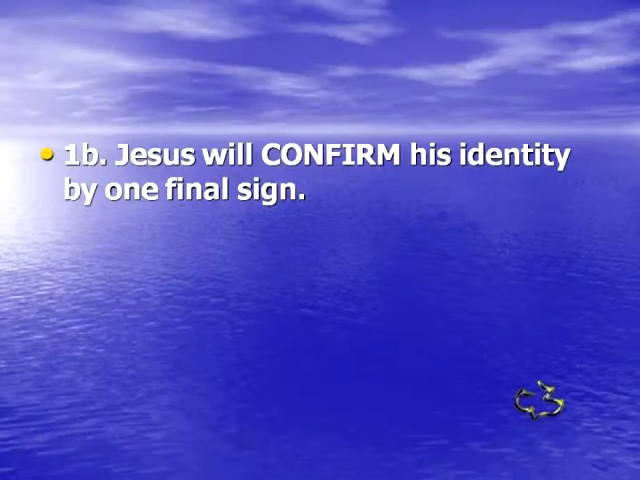 • 1b. Jesus will CONFIRM his identity
by one final sign.